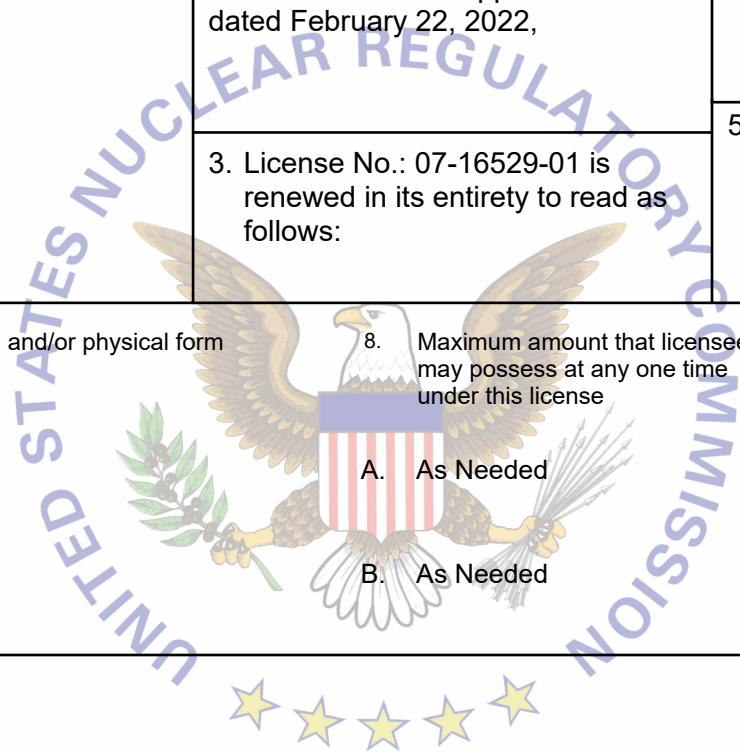 dated February 22, 2022,
5
3. License No.: 07-16529-01 is
renewed in its entirety to read as
follows:
and/or physical form
8. Maximum amount that licensee
may possess at any one time
under this license
A. As Needed
B. As Needed
UNITED STATES NUCLEAR REGULATORY COMMISSION